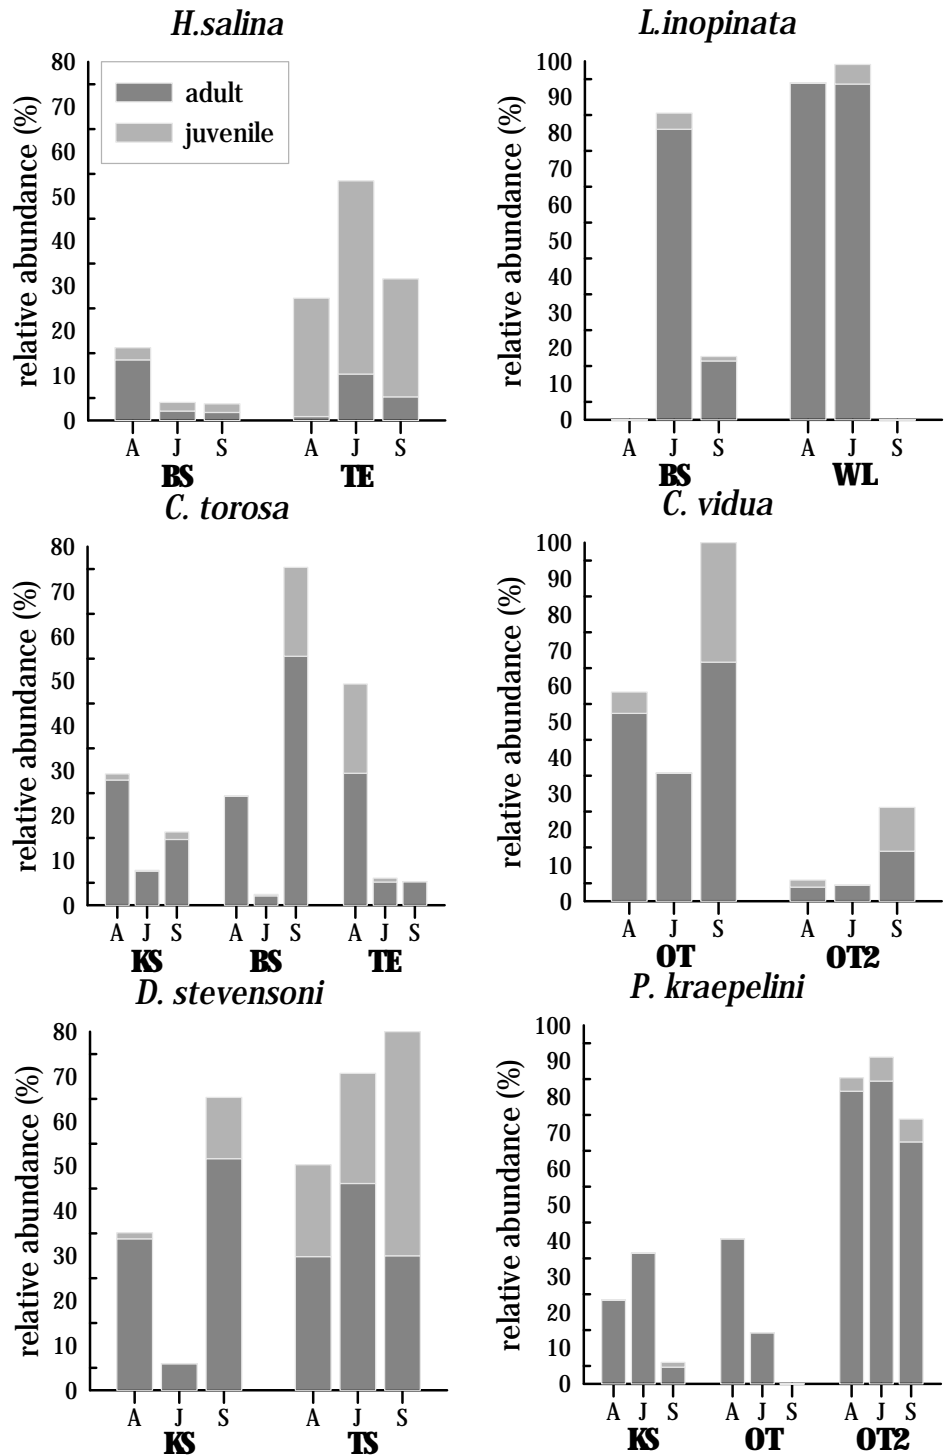 H.salina
relative abundance (%)
80
70
60
50
40
30
20
10
0
adult
juvenile
A J S A J S
BS TE
L.inopinata
relative abundance (%)
100
90
80
70
60
50
40
30
20
10
0
A J S A J S
BS WL
C. torosa
relative abundance (%)
80
70
60
50
40
30
20
10
0
A J S A J S A J S
KS BS TE
C. vidua
relative abundance (%)
100
90
80
70
60
50
40
30
20
10
0
A J S A J S
OT OT2
D. stevensoni
relative abundance (%)
80
70
60
50
40
30
20
10
0
A J S A J S
KS TS
P. kraepelini
relative abundance (%)
100
90
80
70
60
50
40
30
20
10
0
A J S A J S A J S
KS OT OT2